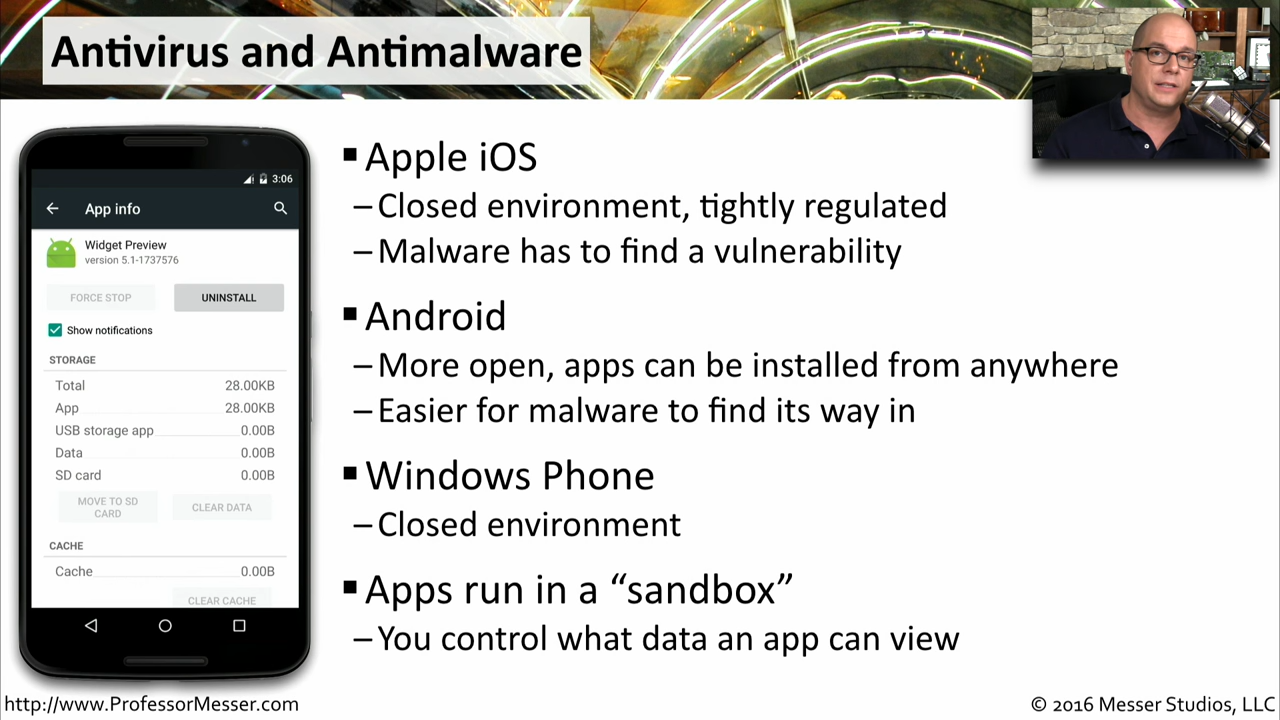 Antivirus and Antimalware
3:06
App info
Widget Preview
version 5.1-1737576
FORCE STOP
UNINSTALL
Show notifications
STORAGE
Total 28.00KB
App 28.00KB
USB storage app 0.00B
Data 0.00B
SD card 0.00B
MOVE TO SD
CARD
CLEAR DATA
CACHE
Cache 0.00B
CLEAR CACHE
▪ Apple iOS
– Closed environment, tightly regulated
– Malware has to find a vulnerability
▪ Android
– More open, apps can be installed from anywhere
– Easier for malware to find its way in
▪ Windows Phone
– Closed environment
▪ Apps run in a “sandbox”
– You control what data an app can view
http://www.ProfessorMesser.com
© 2016 Messer Studios, LLC